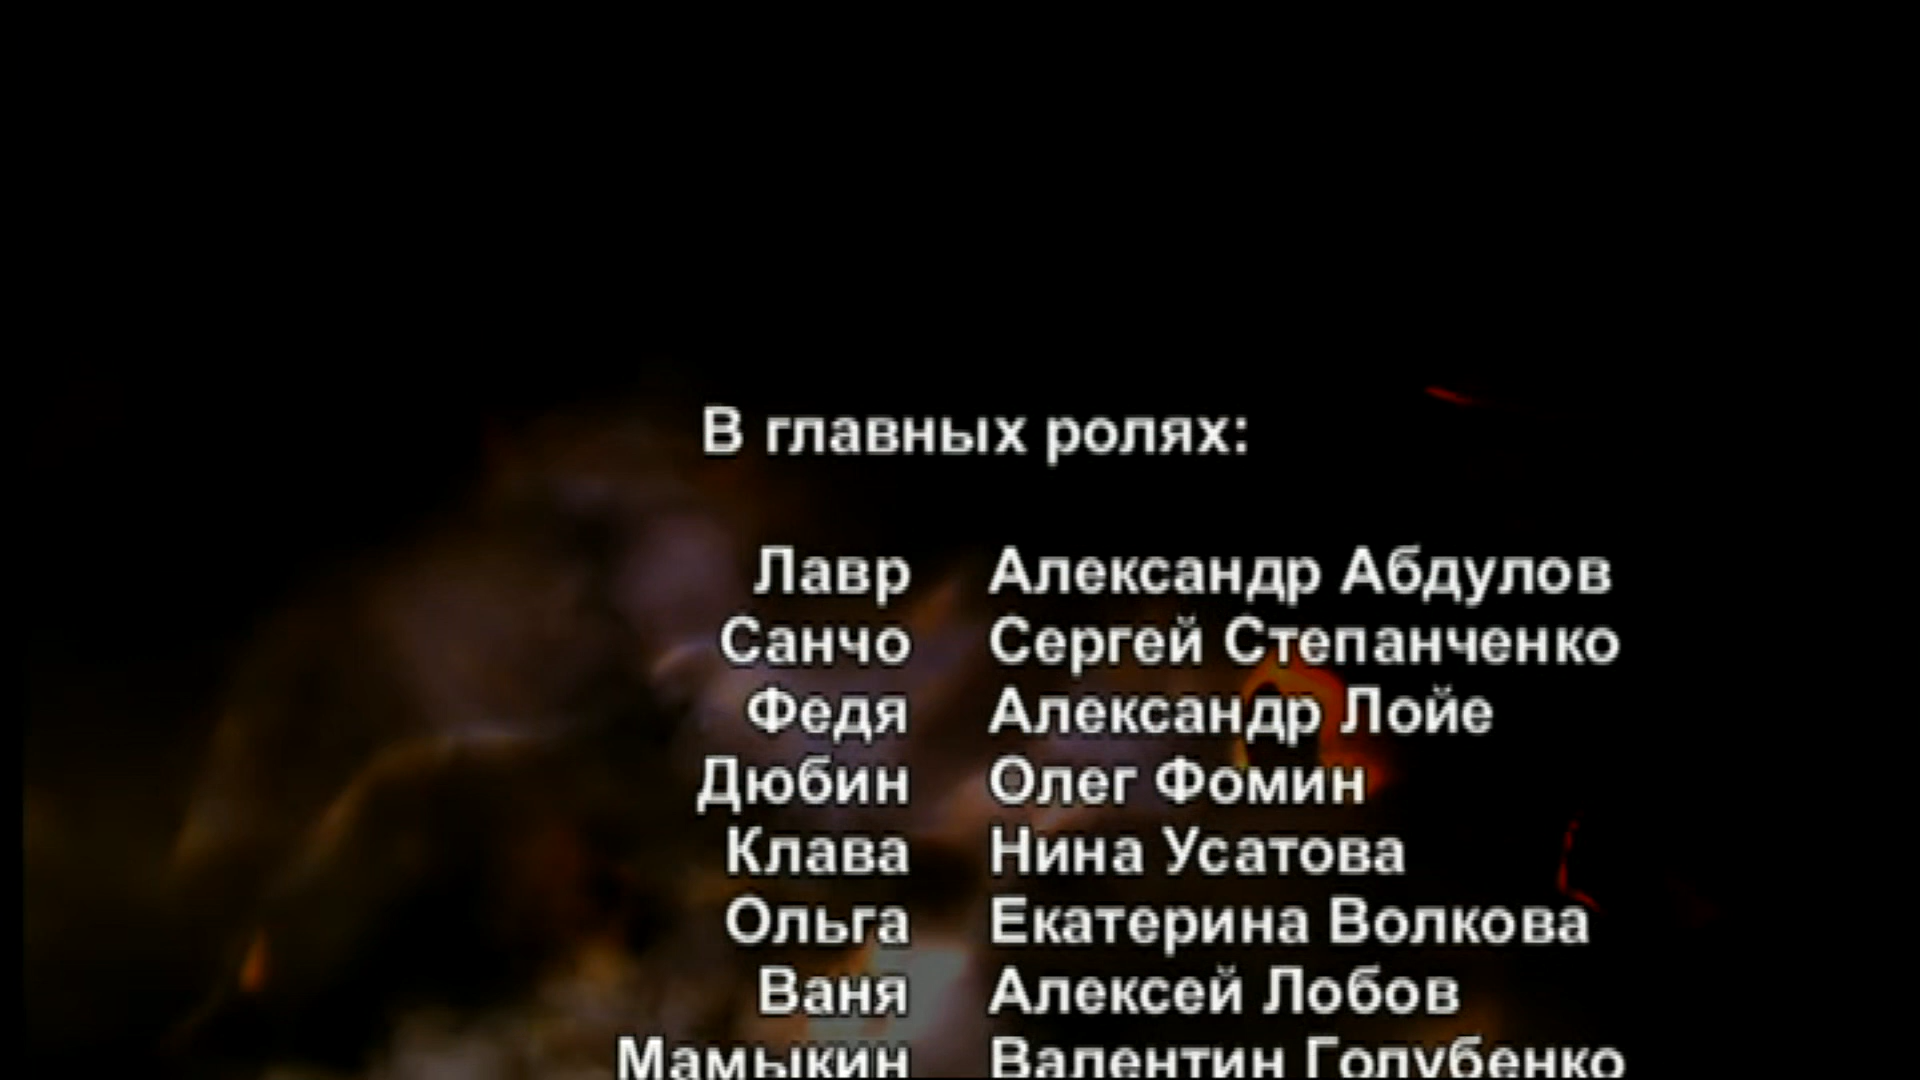 В главных ролях:
Лавр Александр Абдулов
Санчо Сергей Степанченко
Федя Александр Лойе
Дюбин Олег Фомин
Клава Нина Усатова
Ольга Екатерина Волкова
Ваня Алексей Лобов
Мамыкин Валентин Голубенко